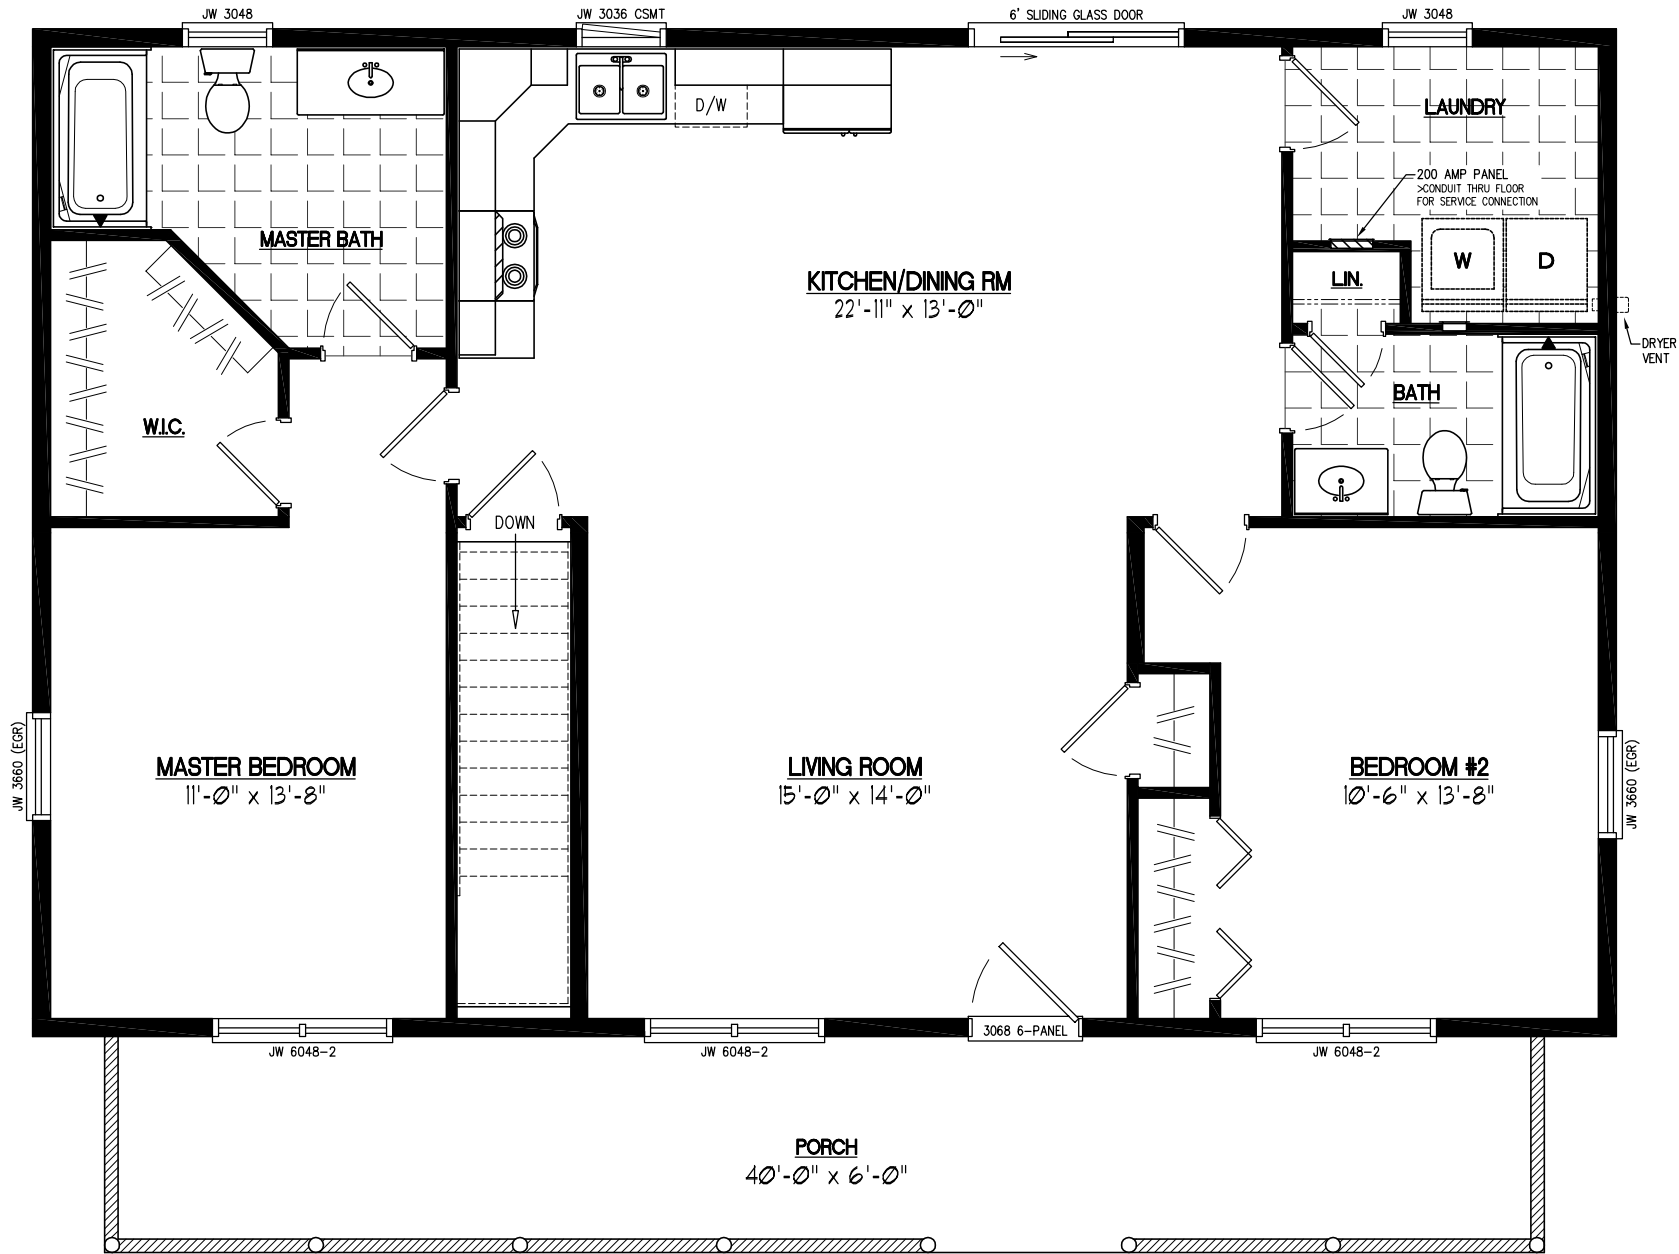 JW 3048
JW 3036 CSMT
6' SLIDING GLASS DOOR
JW 3048
D/W
LAUNDRY
200 AMP PANEL
>CONDUIT THRU FLOOR
FOR SERVICE CONNECTION
MASTER BATH
KITCHEN/DINING RM
22'-11" x 13'-0"
LIN.
W
D
DRYER
VENT
BATH
W.I.C.
DOWN
MASTER BEDROOM
11'-0" x 13'-8"
LIVING ROOM
15'-0" x 14'-0"
BEDROOM #2
10'-6" x 13'-8"
JW 3660 (EGR)
JW 3660 (EGR)
3068 6-PANEL
JW 6048-2
JW 6048-2
JW 6048-2
PORCH
40'-0" x 6'-0"